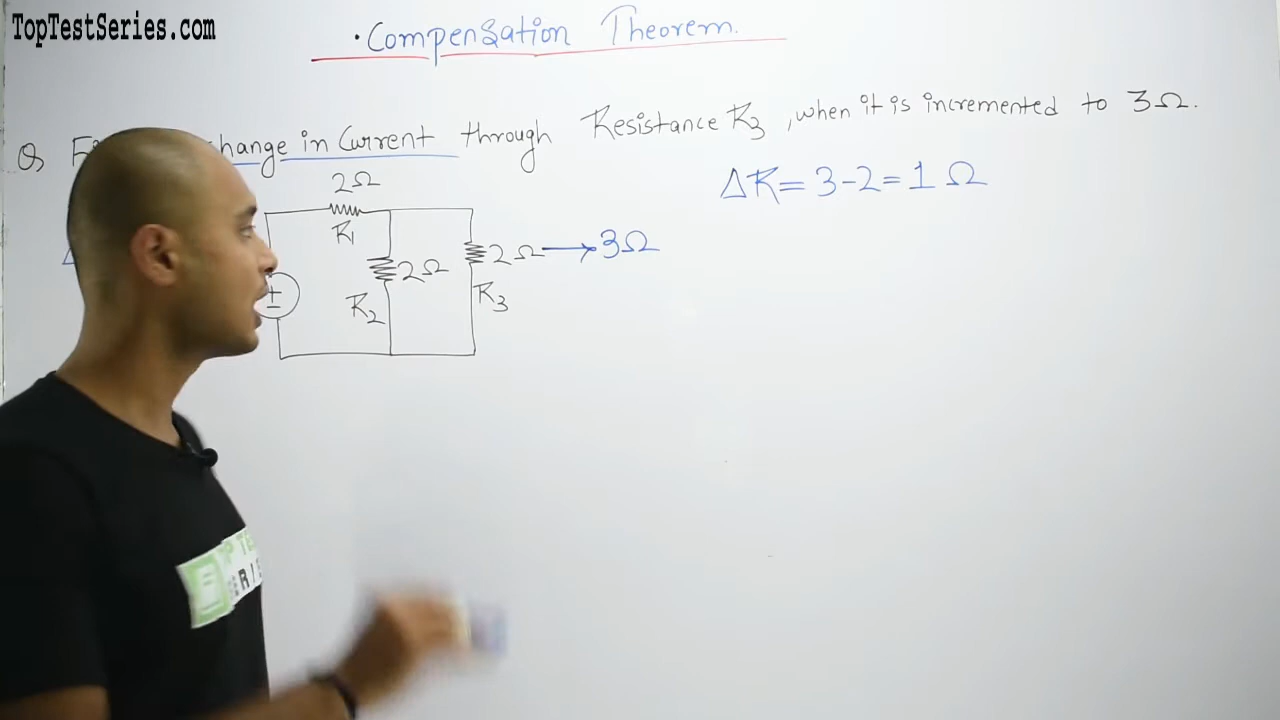 TopTestSeries.com
• Compensation Theorem.
Q change in Current through Resistance R3, when it is incremented to 3Ω.
ΔR = 3-2 = 1 Ω
2Ω
R1
2Ω → 3Ω
2Ω
R2
R3
+
−